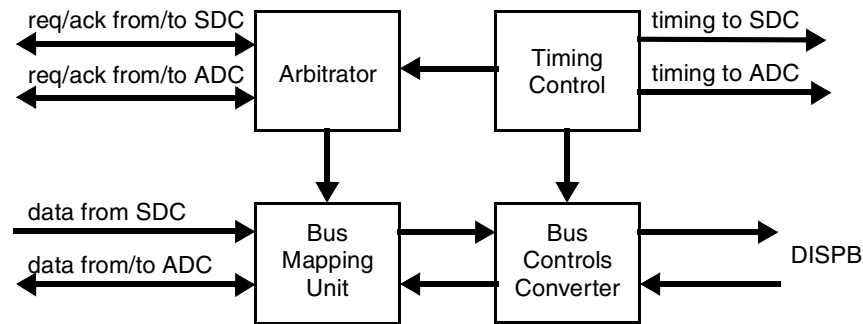 req/ack from/to SDC
req/ack from/to ADC
Arbitrator
Timing
Control
timing to SDC
timing to ADC
data from SDC
data from/to ADC
Bus
Mapping
Unit
Bus
Controls
Converter
DISPB